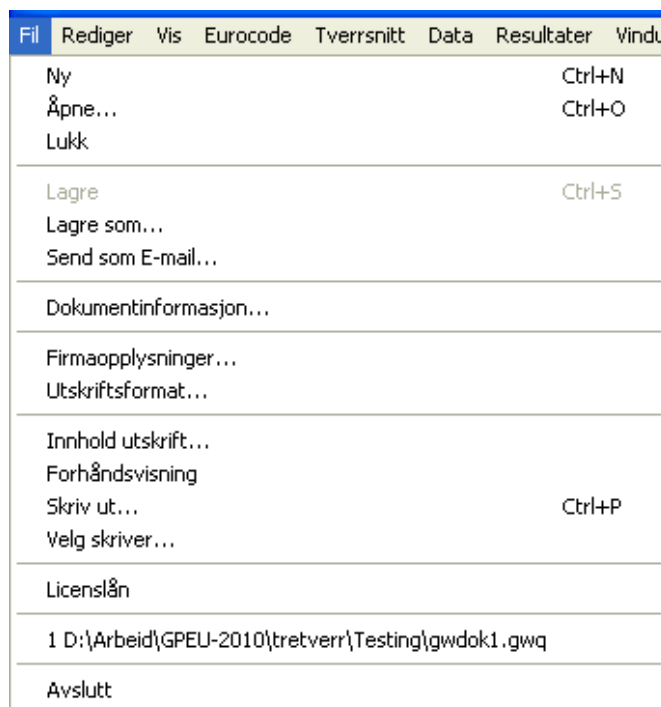 Fil Rediger Vis Eurocode Tverrsnitt Data Resultater Vindu
Ny Ctrl+N
Åpne... Ctrl+O
Lukk
Lagre Ctrl+S
Lagre som...
Send som E-mail...
Dokumentinformasjon...
Firmaopplysninger...
Utskriftsformat...
Innhold utskrift...
Forhåndsvisning
Skriv ut... Ctrl+P
Velg skriver...
Licenslån
1 D:\Arbeid\GPEU-2010\tretverr\Testing\gwdok1.gwq
Avslutt